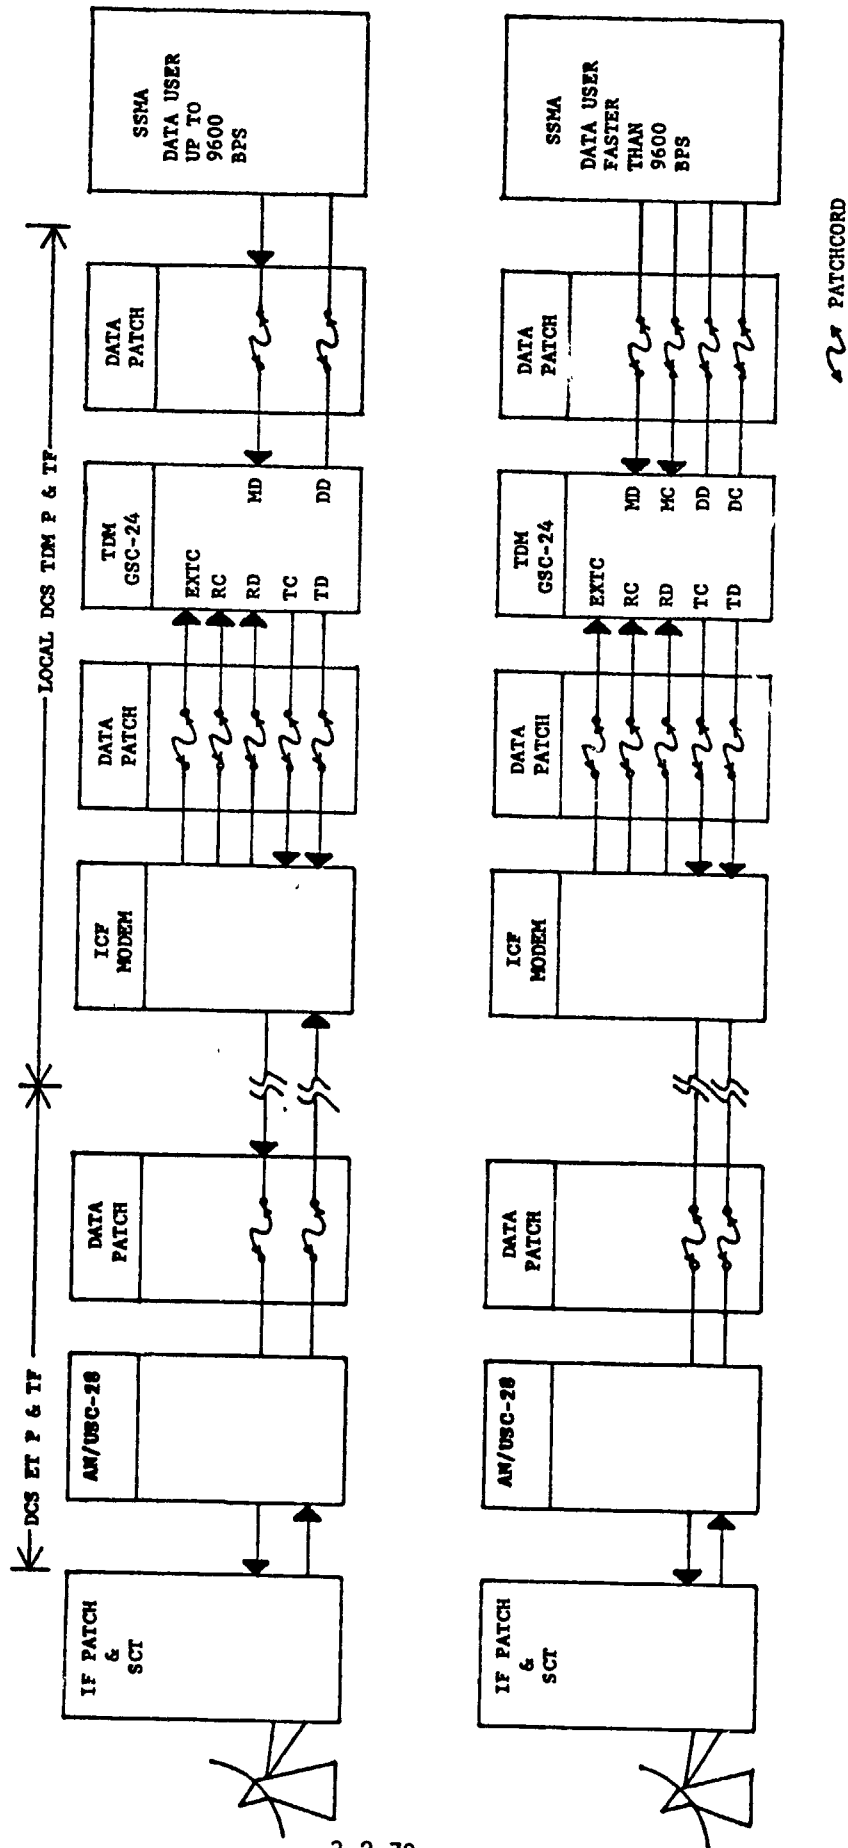 DCS ET P & TF
LOCAL DCS TDM P & TF
IF PATCH
&
SCT
AN/USC-28
DATA
PATCH
ICF
MODEM
DATA
PATCH
TDM
GSC-24
EXTC
RC
RD
TC
TD
MD
DD
DATA
PATCH
SSMA
DATA USER
UP TO
9600
BPS
IF PATCH
&
SCT
AN/USC-28
DATA
PATCH
ICF
MODEM
DATA
PATCH
TDM
GSC-24
EXTC
RC
RD
TC
TD
MD
MC
DD
DC
DATA
PATCH
SSMA
DATA USER
FASTER
THAN
9600
BPS
PATCHCORD